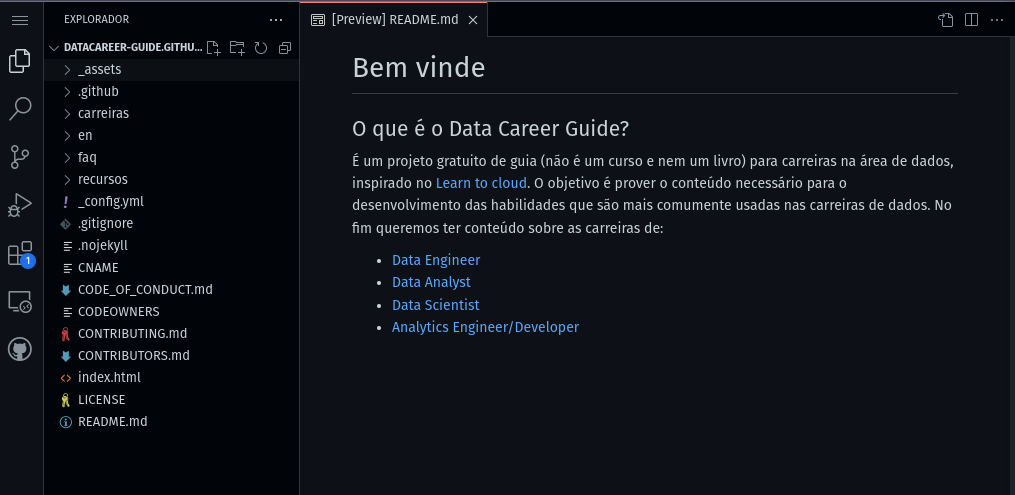 EXPLORADOR
[Preview] README.md
DATACAREER-GUIDE.GITHU...
_assets
.github
carreiras
en
faq
recursos
_config.yml
.gitignore
.nojekyll
CNAME
CODE_OF_CONDUCT.md
CODEOWNERS
CONTRIBUTING.md
CONTRIBUTORS.md
index.html
LICENSE
README.md
1
Bem vinde
O que é o Data Career Guide?
É um projeto gratuito de guia (não é um curso e nem um livro) para carreiras na área de dados,
inspirado no Learn to cloud. O objetivo é prover o conteúdo necessário para o
desenvolvimento das habilidades que são mais comumente usadas nas carreiras de dados. No
fim queremos ter conteúdo sobre as carreiras de:
• Data Engineer
• Data Analyst
• Data Scientist
• Analytics Engineer/Developer